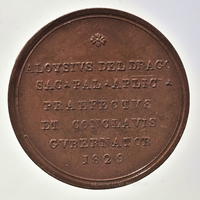 ALOYSIVS DEL DRAGO
SAC · PAL · APLIC
PRAEFECTVS
ET CONCLAVIS
GVBERNATOR
1829